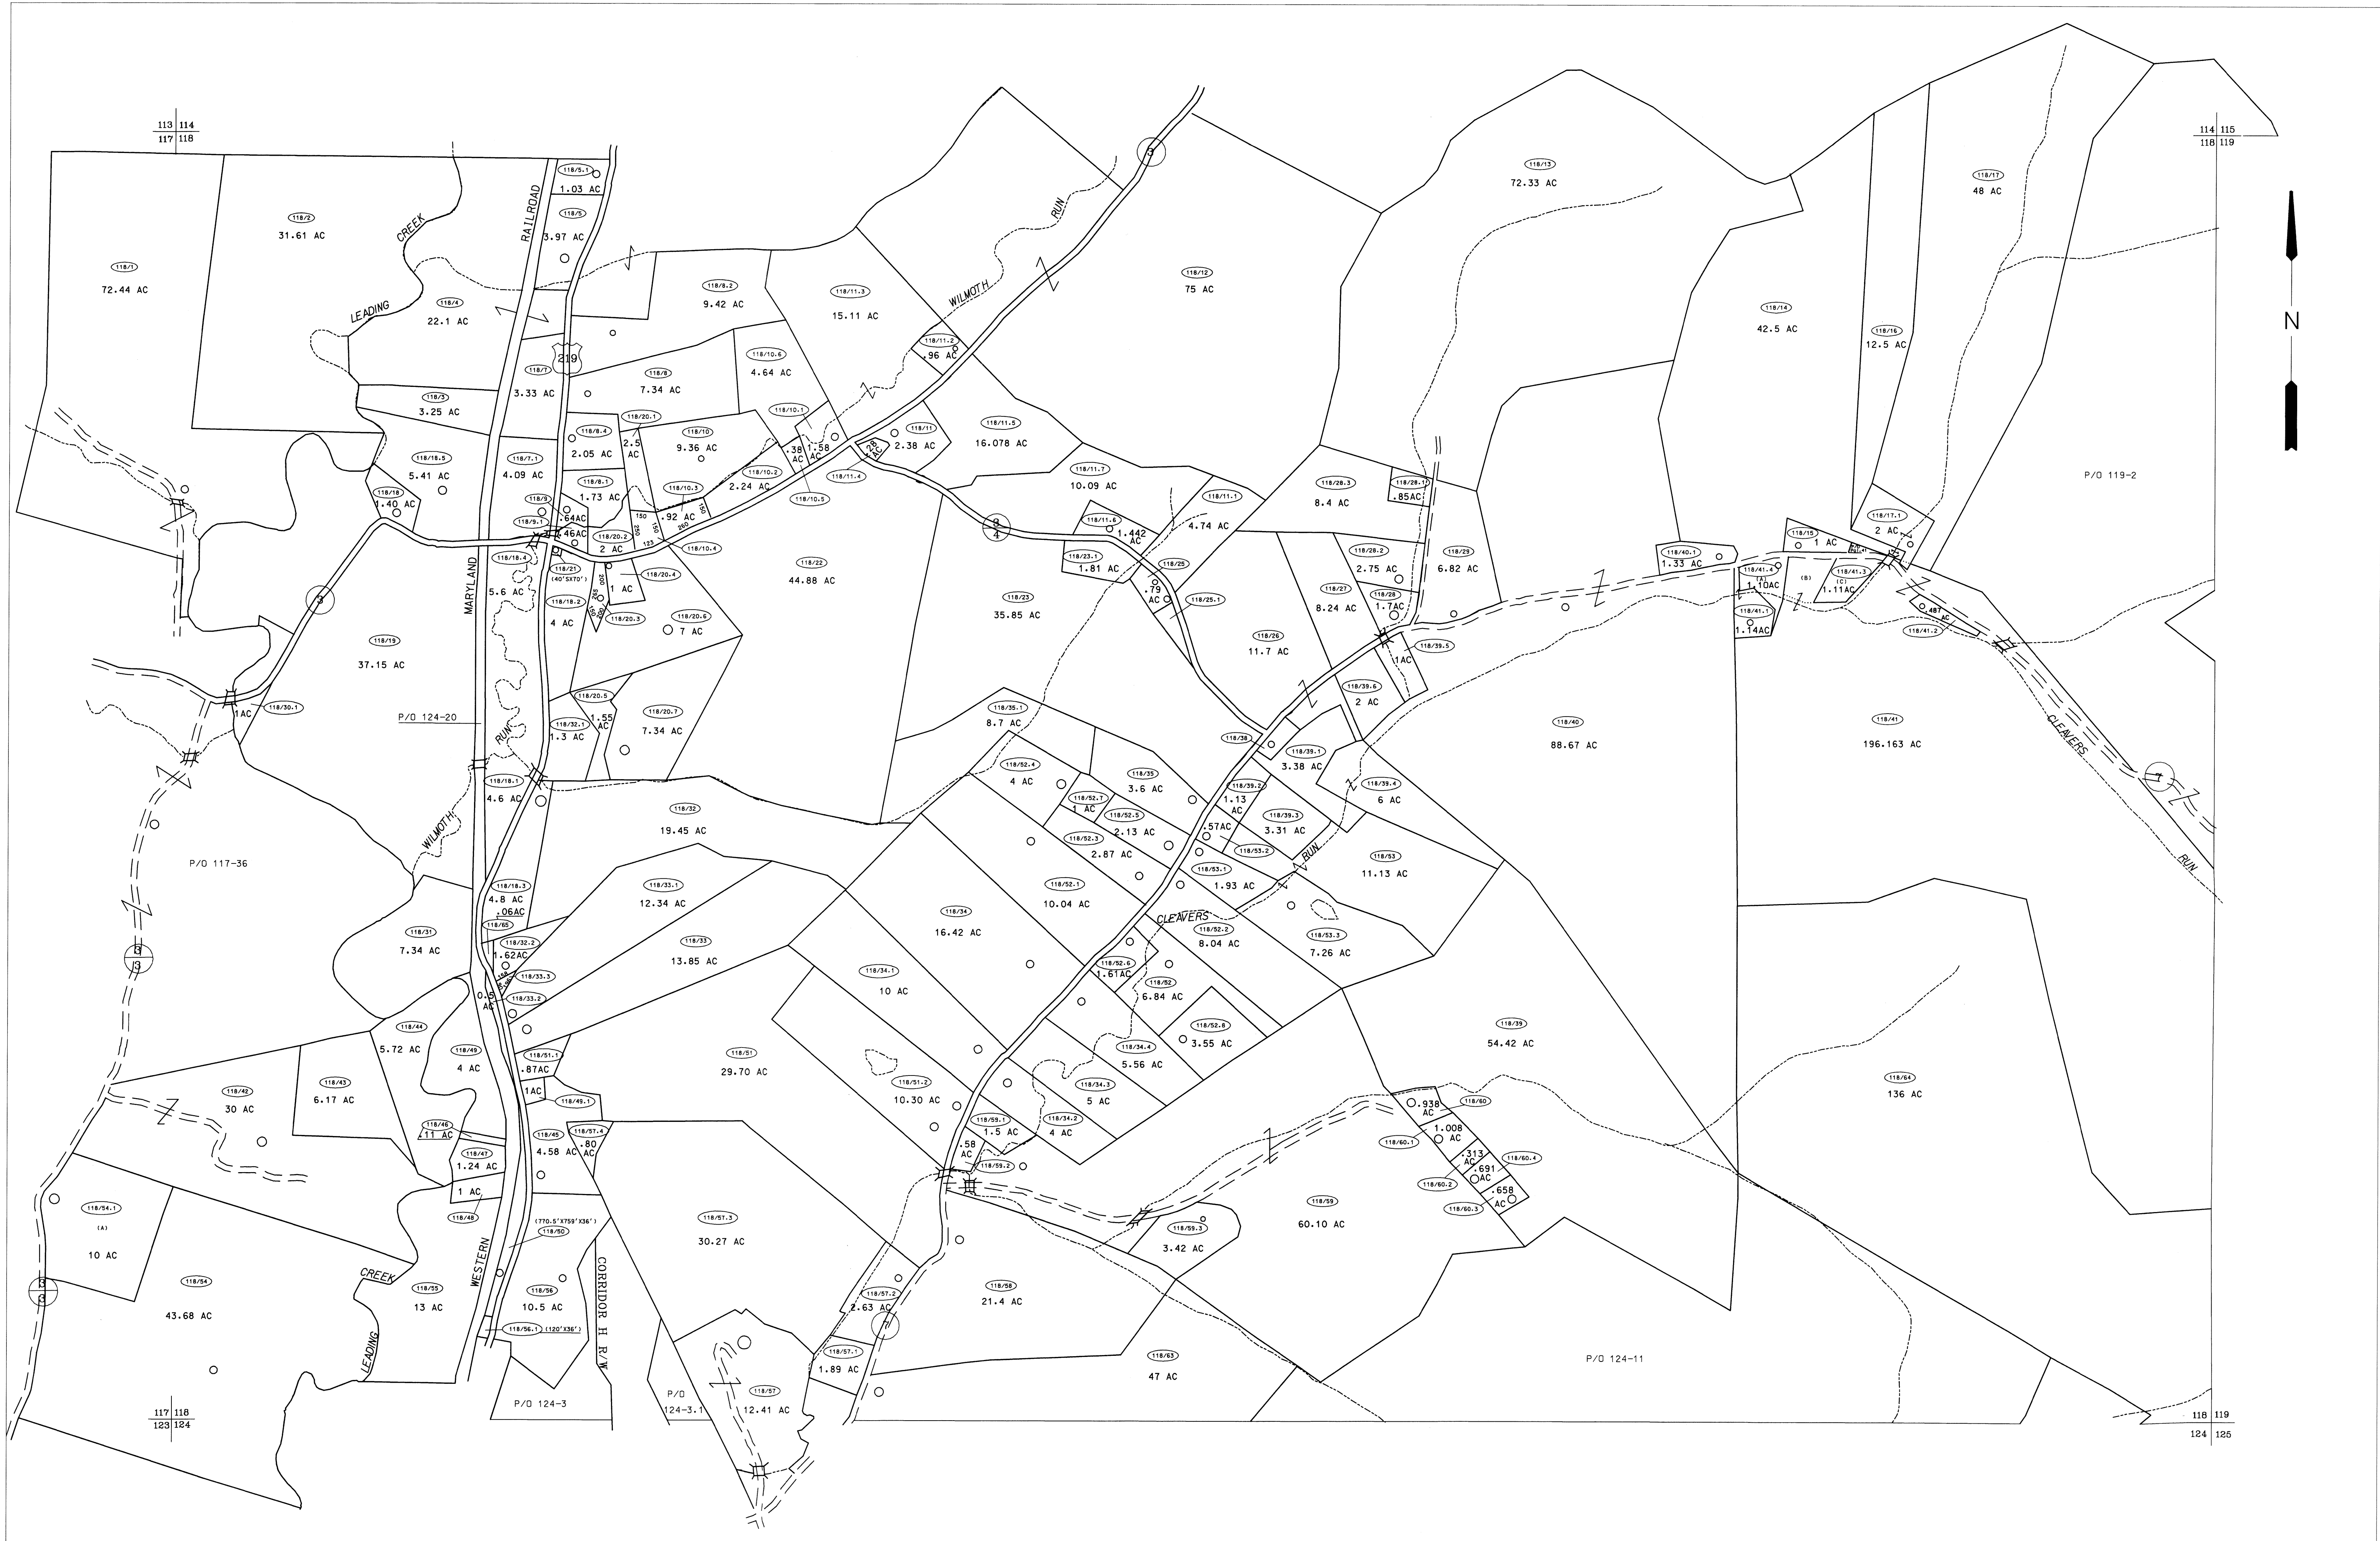 113 114
117 118
114 115
118 119
N
118/1
72.44 AC
118/2
31.61 AC
LEADING
CREEK
118/4
22.1 AC
118/3
3.25 AC
RAILROAD
118/5.1
1.03 AC
118/5
3.97 AC
219
118/7
3.33 AC
118/8.2
9.42 AC
118/8
7.34 AC
118/10.6
4.64 AC
118/11.3
15.11 AC
WILMOTH
RUN
3
118/11.2
.96 AC
118/12
75 AC
118/13
72.33 AC
118/14
42.5 AC
118/16
12.5 AC
118/17
48 AC
P/O 119-2
118/18.5
5.41 AC
118/18
1.40 AC
118/7.1
4.09 AC
118/8.4
2.05 AC
118/20.1
2.5
AC
118/10
9.36 AC
118/10.1
.38
AC
1.58
AC
118/10.5
118/10.2
2.24 AC
118/10.3
.92 AC
150
150
150
260
250
123
118/10.4
118/8.1
1.73 AC
118/9
.64AC
118/9.1
.46AC
118/20.2
2 AC
118/11
2.38 AC
118/11.4
118/11.5
16.078 AC
118/11.7
10.09 AC
118/11.6
1.442
AC
118/11.1
4.74 AC
3
4
118/23.1
1.81 AC
118/25
.79
AC
118/25.1
118/28.3
8.4 AC
118/28.1
.85AC
118/28.2
2.75 AC
118/28
1.7AC
118/29
6.82 AC
118/27
8.24 AC
118/26
11.7 AC
118/40.1
1.33 AC
118/15
1 AC
118/17.1
2 AC
118/41.4
(A)
1.10AC
(B)
118/41.3
(C)
1.11AC
118/41.1
1.14AC
.487
AC
118/41.2
3
118/19
37.15 AC
MARYLAND
118/18.4
5.6 AC
118/21
(40'SX70')
118/18.2
4 AC
200
118/20.4
1 AC
118/20.3
118/20.6
7 AC
118/22
44.88 AC
118/23
35.85 AC
1AC
118/30.1
P/O 124-20
RUN
WILMOTH
118/20.5
1.55
AC
118/32.1
1.3 AC
118/20.7
7.34 AC
118/18.1
4.6 AC
118/32
19.45 AC
118/35.1
8.7 AC
118/38
118/39.1
3.38 AC
118/39.6
2 AC
118/39.5
1AC
118/40
88.67 AC
118/41
196.163 AC
CLEAVERS
RUN
7
118/52.4
4 AC
118/52.7
1 AC
118/35
3.6 AC
118/52.5
2.13 AC
118/52.3
2.87 AC
118/39.2
1.13
AC
118/39.3
3.31 AC
118/39.4
6 AC
.57AC
118/53.2
118/53
11.13 AC
118/53.1
1.93 AC
RUN
CLEAVERS
118/52.2
8.04 AC
118/53.3
7.26 AC
P/O 117-36
3
3
118/31
7.34 AC
118/18.3
4.8 AC
.06AC
118/65
118/32.2
1.62AC
118/33.3
118/33.2
0.5
AC
118/33.1
12.34 AC
118/33
13.85 AC
118/34
16.42 AC
118/52.1
10.04 AC
118/34.1
10 AC
118/52.6
1.61AC
118/52
6.84 AC
118/52.8
3.55 AC
118/39
54.42 AC
118/44
5.72 AC
118/49
4 AC
118/51.1
.87AC
1AC
118/49.1
118/51
29.70 AC
118/51.2
10.30 AC
118/34.4
5.56 AC
118/34.3
5 AC
118/34.2
4 AC
118/59.1
1.5 AC
.58
AC
118/59.2
118/42
30 AC
118/43
6.17 AC
118/46
.11 AC
118/47
1.24 AC
1 AC
118/48
118/45
4.58 AC
118/57.4
.80
AC
.938
AC
118/60
1.008
AC
118/60.1
.313
AC
118/60.2
.691
AC
118/60.4
.658
AC
118/60.3
118/64
136 AC
118/54.1
(A)
10 AC
118/54
43.68 AC
3
3
CREEK
LEADING
118/55
13 AC
WESTERN
(770.5'X759'X36')
118/50
118/56
10.5 AC
118/56.1 (120'X36')
CORRIDOR H R/W
118/57.3
30.27 AC
118/57.2
2.63 AC
7
118/57.1
1.89 AC
118/57
12.41 AC
P/O
124-3.1
P/O 124-3
118/58
21.4 AC
118/59.3
3.42 AC
118/59
60.10 AC
118/63
47 AC
P/O 124-11
117 118
123 124
118 119
124 125